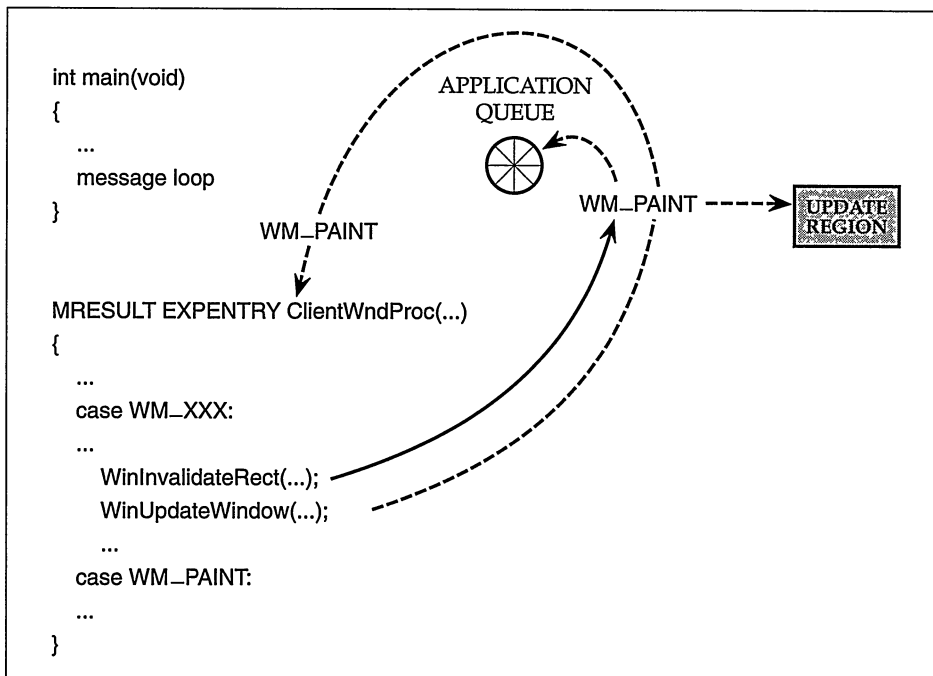 int main(void)
{
...
message loop
}
APPLICATION
QUEUE
WM_PAINT
WM_PAINT
UPDATE
REGION
MRESULT EXPENTRY ClientWndProc(...)
{
...
case WM_XXX:
...
WinInvalidateRect(...);
WinUpdateWindow(...);
...
case WM_PAINT:
...
}